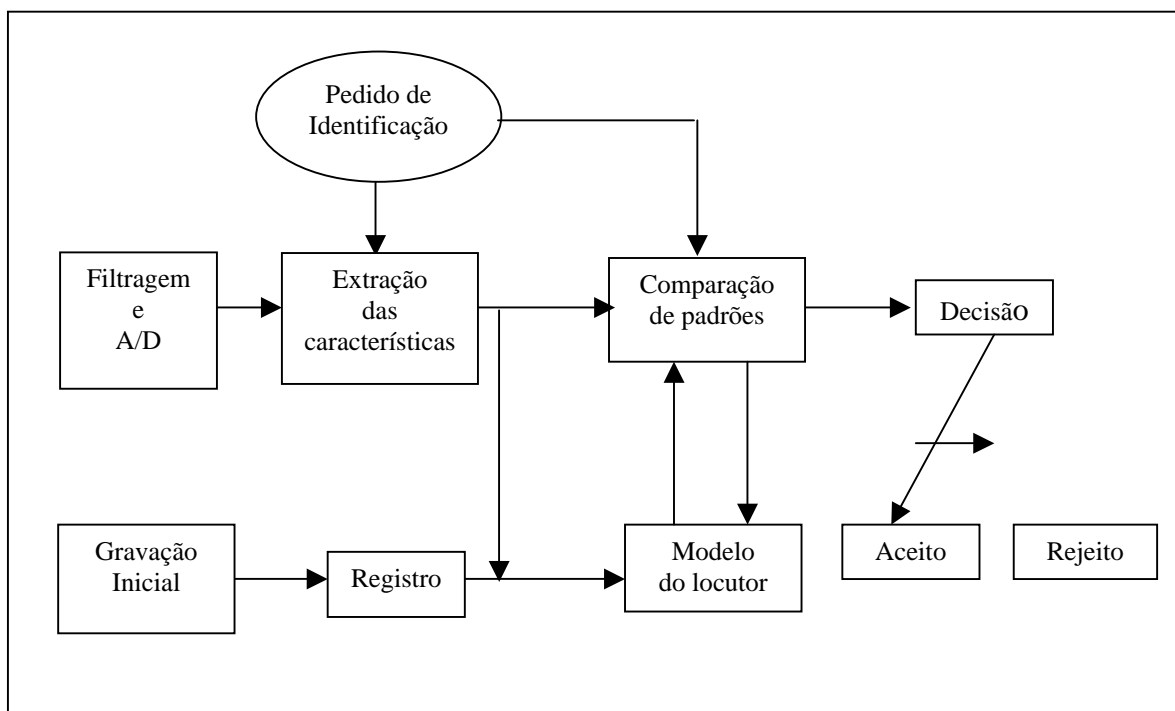 Pedido de
Identificação
Filtragem
e
A/D
Extração
das
características
Comparação
de padrões
Decisão
Gravação
Inicial
Registro
Modelo
do locutor
Aceito
Rejeito